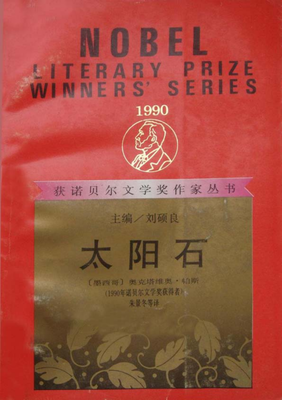 NOBEL
LITERARY PRIZE
WINNERS' SERIES
1990
获诺贝尔文学奖作家丛书
主编/刘硕良
太阳石
〔墨西哥〕奥克塔维奥·帕斯
(1990年诺贝尔文学奖获得者)
朱景冬等译